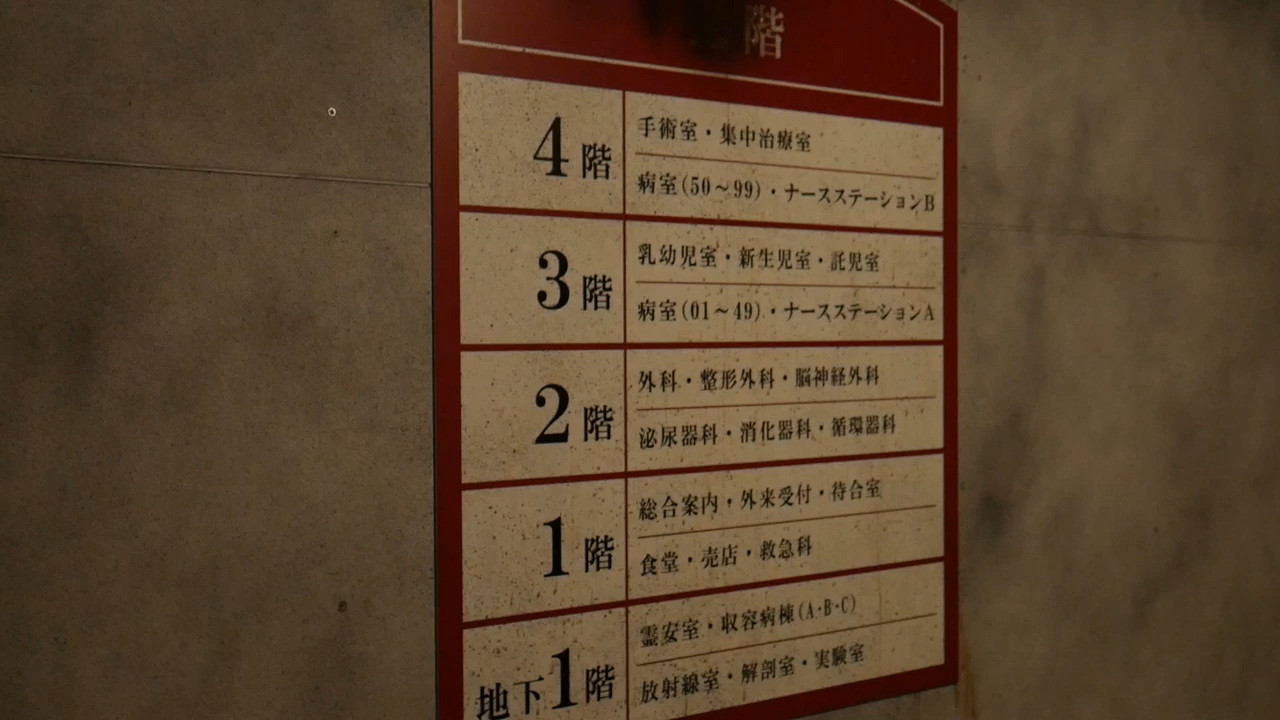 階
4階
手術室・集中治療室
病室(50～99)・ナースステーションB
3階
乳幼児室・新生児室・託児室
病室(01～49)・ナースステーションA
2階
外科・整形外科・脳神経外科
泌尿器科・消化器科・循環器科
1階
総合案内・外来受付・待合室
食堂・売店・救急科
地下1階
霊安室・収容病棟(A・B・C)
放射線室・解剖室・実験室